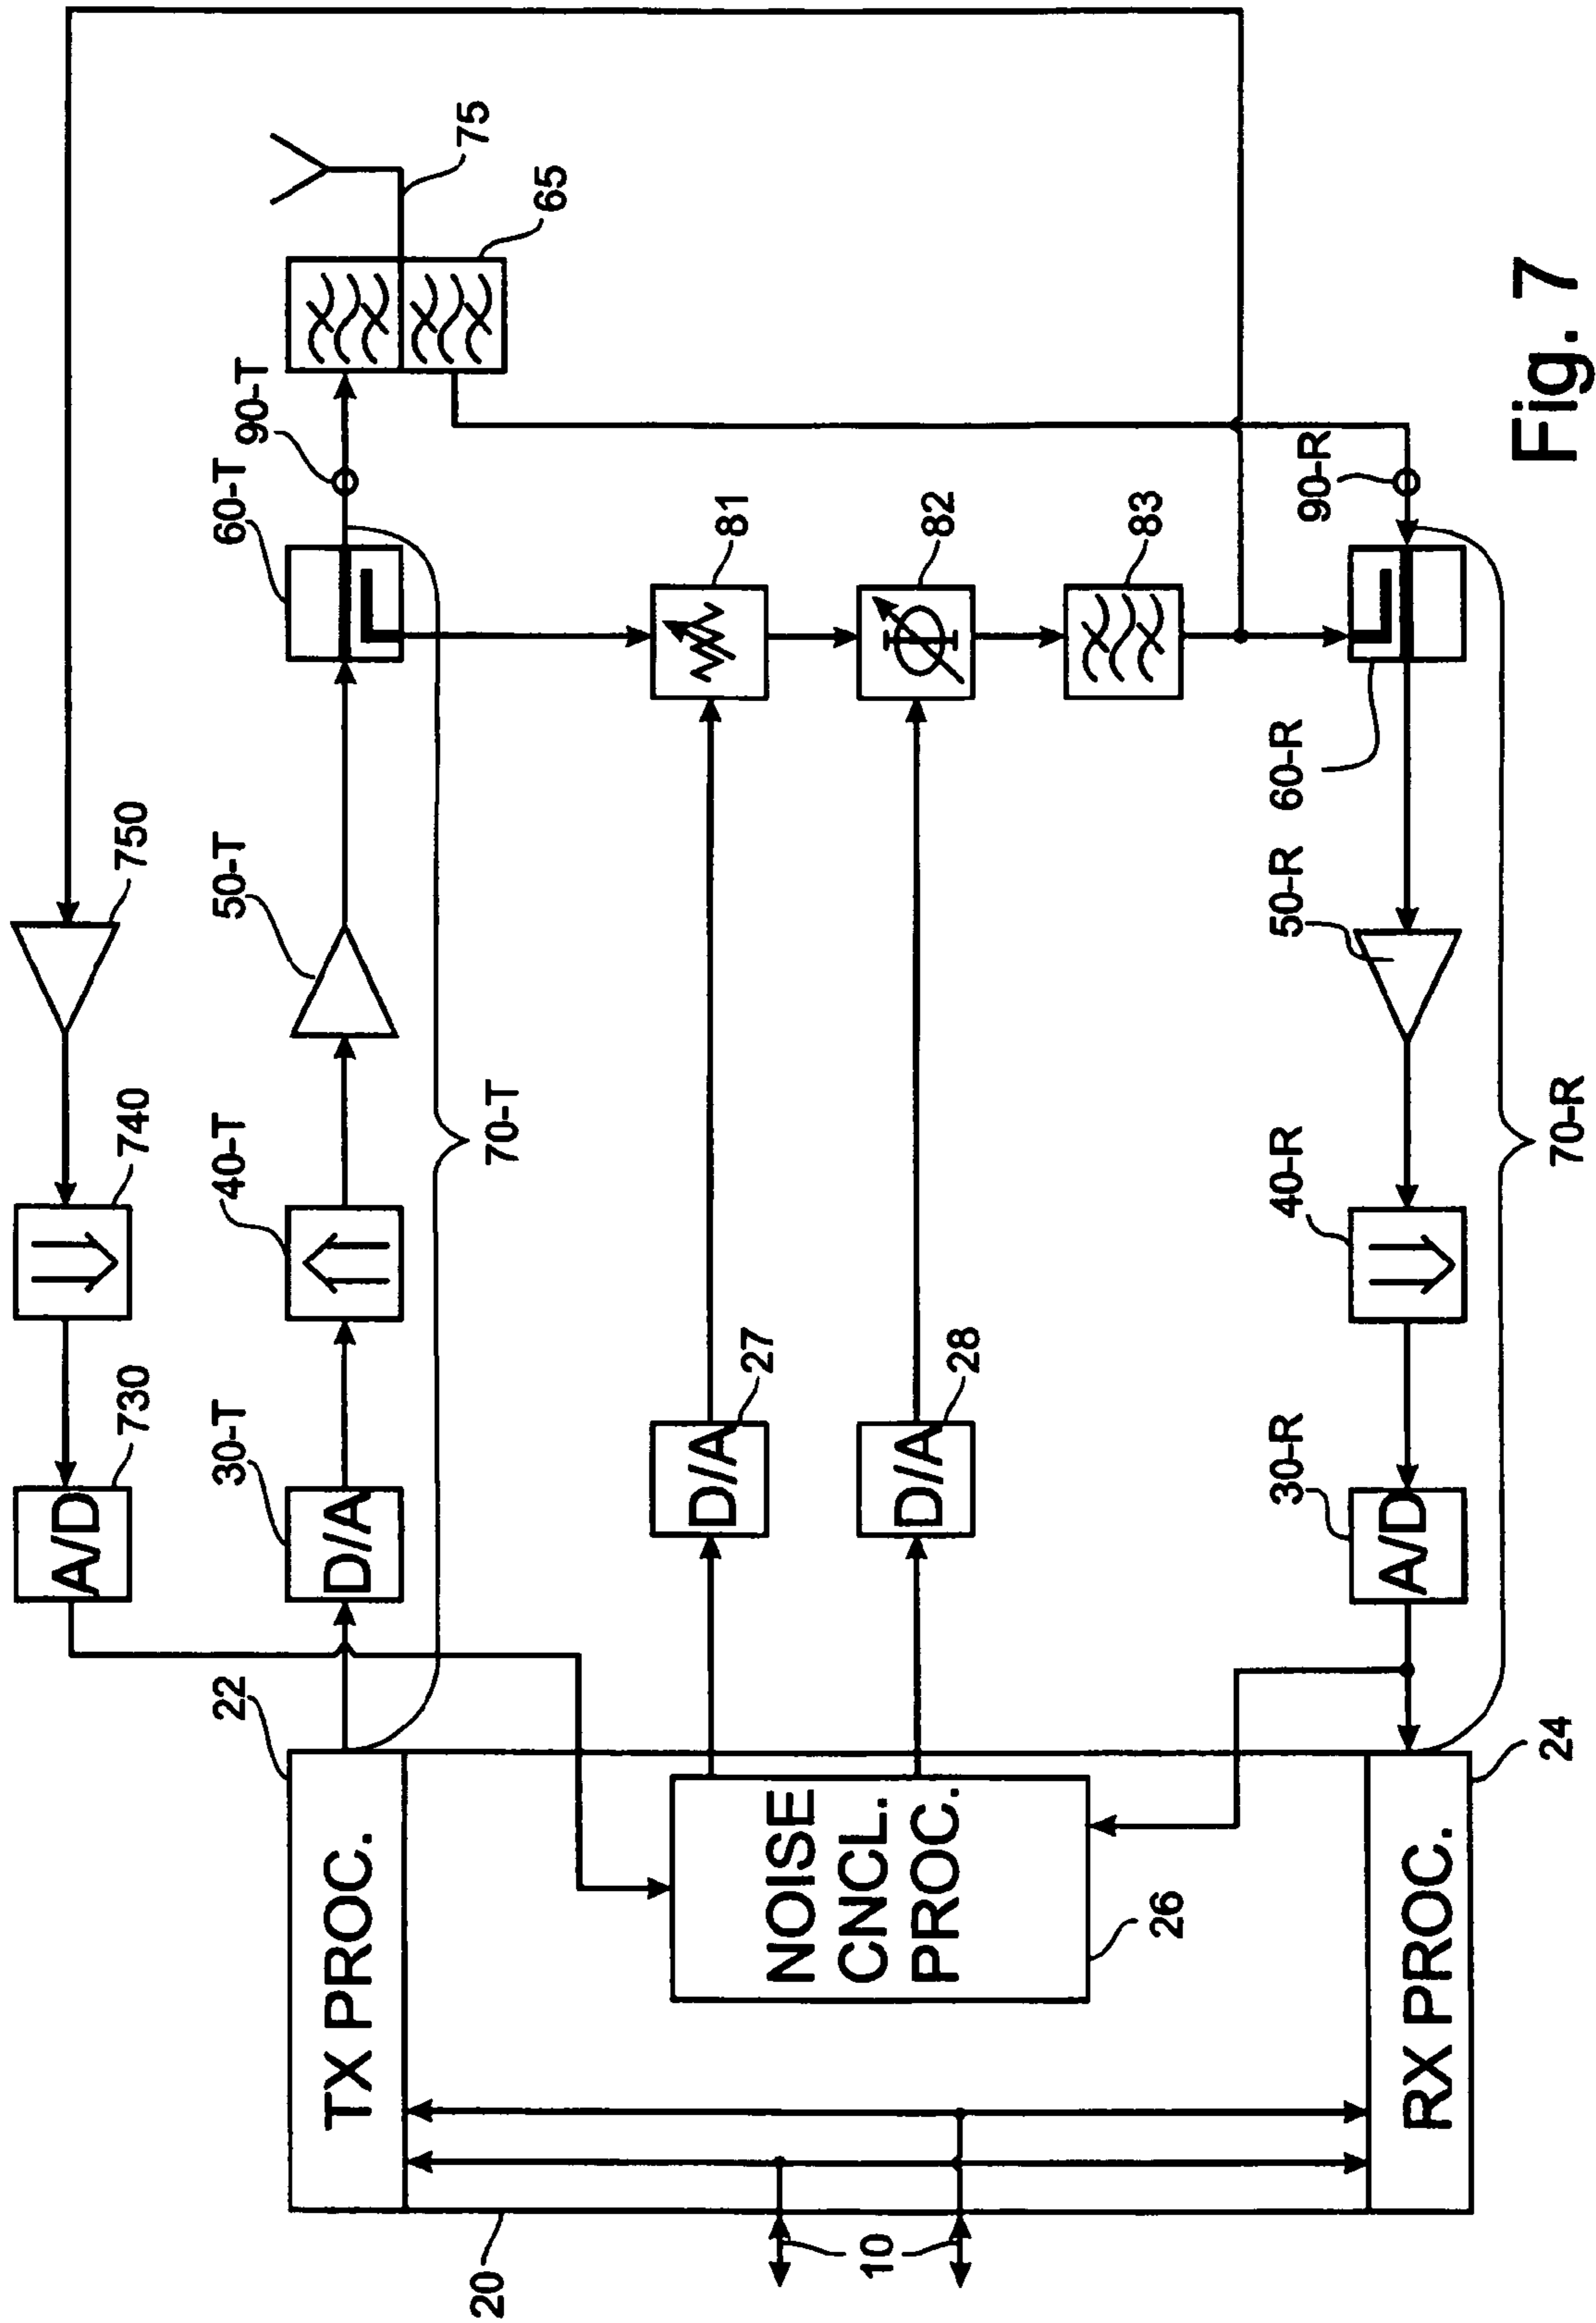 750
740
730
A/D
75
65
90-T
60-T
50-T
40-T
30-T
D/A
22
TX PROC.
70-T
81
27
D/A
82
28
D/A
83
NOISE
CNCL.
PROC.
26
20
10
90-R
60-R
50-R
40-R
30-R
A/D
RX PROC.
24
70-R
Fig. 7